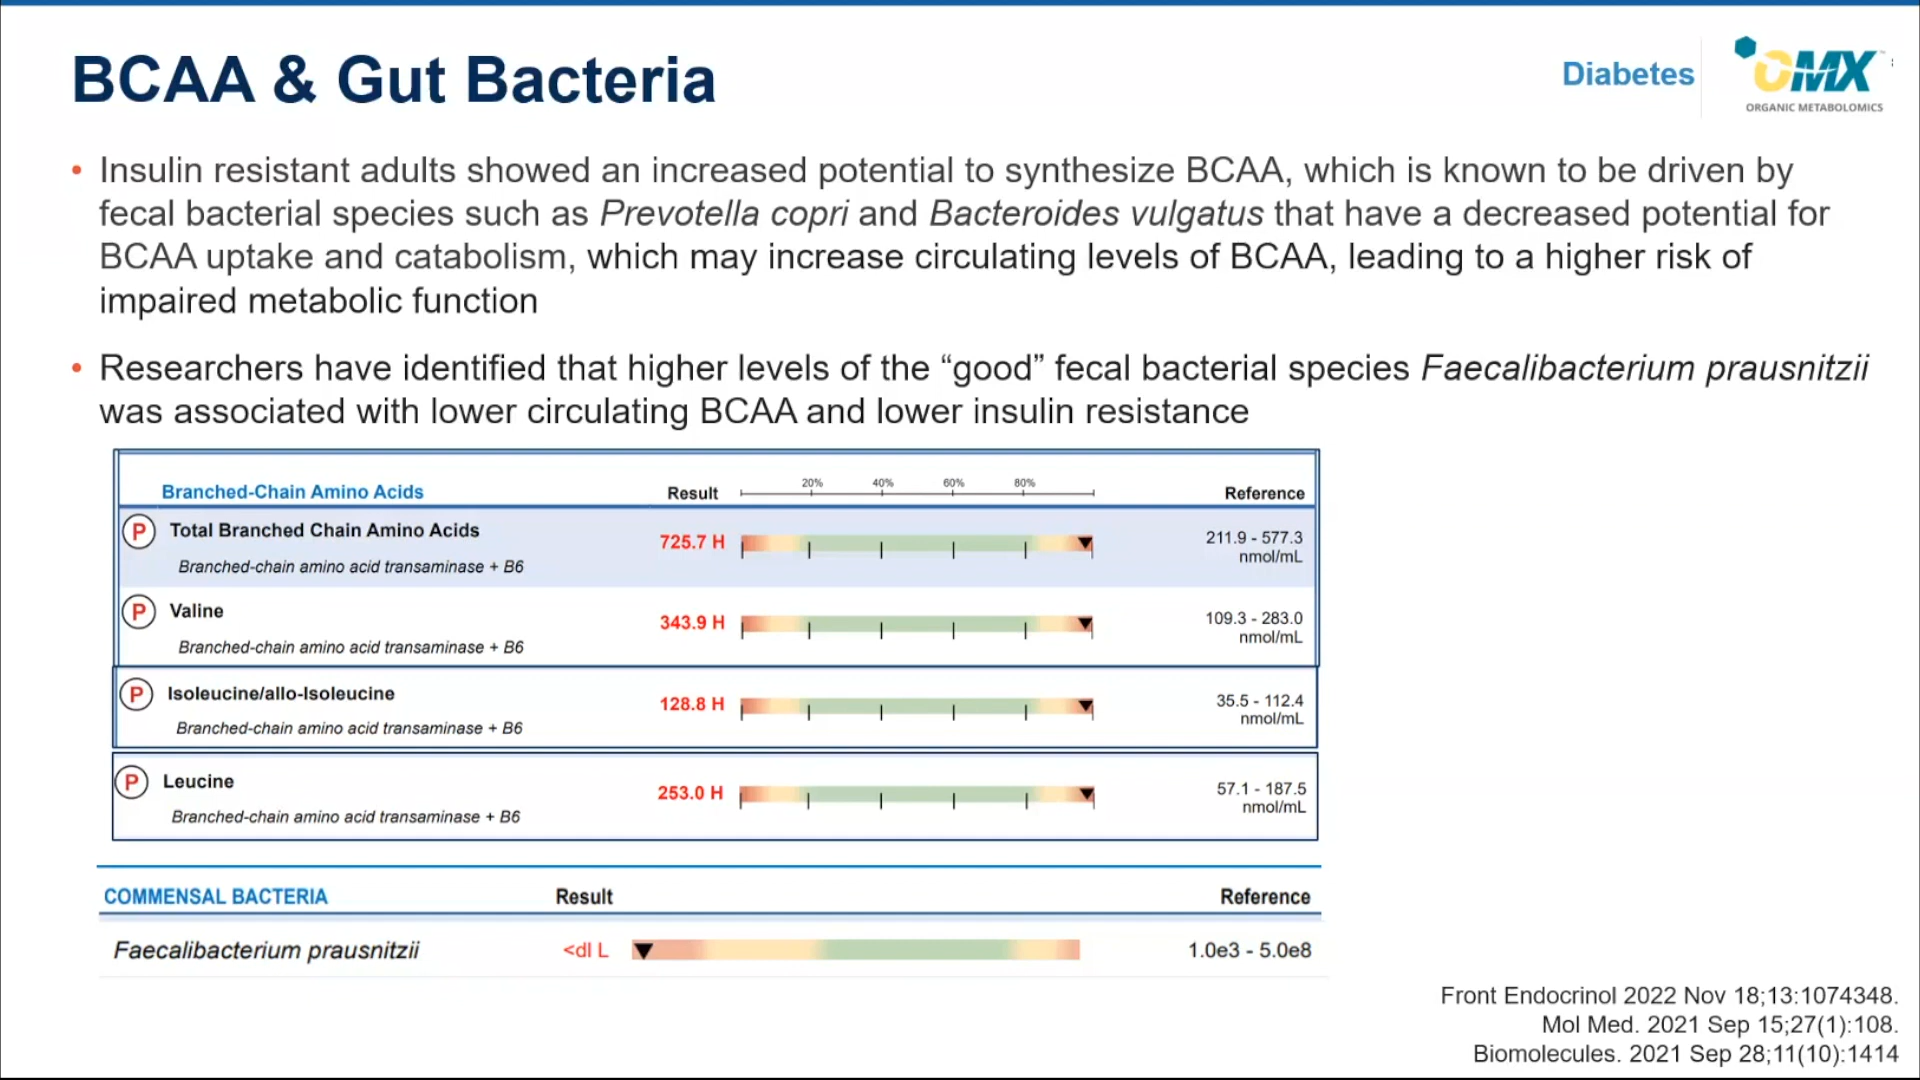 BCAA & Gut Bacteria
Diabetes
OMX
ORGANIC METABOLOMICS
• Insulin resistant adults showed an increased potential to synthesize BCAA, which is known to be driven by
fecal bacterial species such as Prevotella copri and Bacteroides vulgatus that have a decreased potential for
BCAA uptake and catabolism, which may increase circulating levels of BCAA, leading to a higher risk of
impaired metabolic function
• Researchers have identified that higher levels of the “good” fecal bacterial species Faecalibacterium prausnitzii
was associated with lower circulating BCAA and lower insulin resistance
Branched-Chain Amino Acids Result 20% 40% 60% 80% Reference
P Total Branched Chain Amino Acids 725.7 H 211.9 - 577.3
Branched-chain amino acid transaminase + B6 nmol/mL
P Valine 343.9 H 109.3 - 283.0
Branched-chain amino acid transaminase + B6 nmol/mL
P Isoleucine/allo-Isoleucine 128.8 H 35.5 - 112.4
Branched-chain amino acid transaminase + B6 nmol/mL
P Leucine 253.0 H 57.1 - 187.5
Branched-chain amino acid transaminase + B6 nmol/mL
COMMENSAL BACTERIA Result Reference
Faecalibacterium prausnitzii <dl L 1.0e3 - 5.0e8
Front Endocrinol 2022 Nov 18;13:1074348.
Mol Med. 2021 Sep 15;27(1):108.
Biomolecules. 2021 Sep 28;11(10):1414